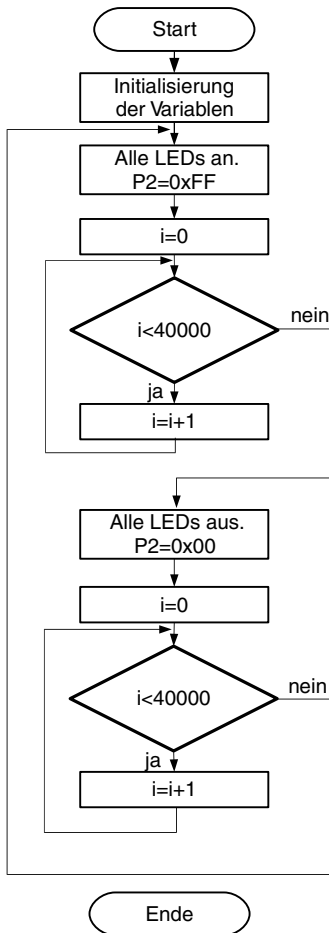 Start
Initialisierung
der Variablen
Alle LEDs an.
P2=0xFF
i=0
i<40000
nein
ja
i=i+1
Alle LEDs aus.
P2=0x00
i=0
i<40000
nein
ja
i=i+1
Ende